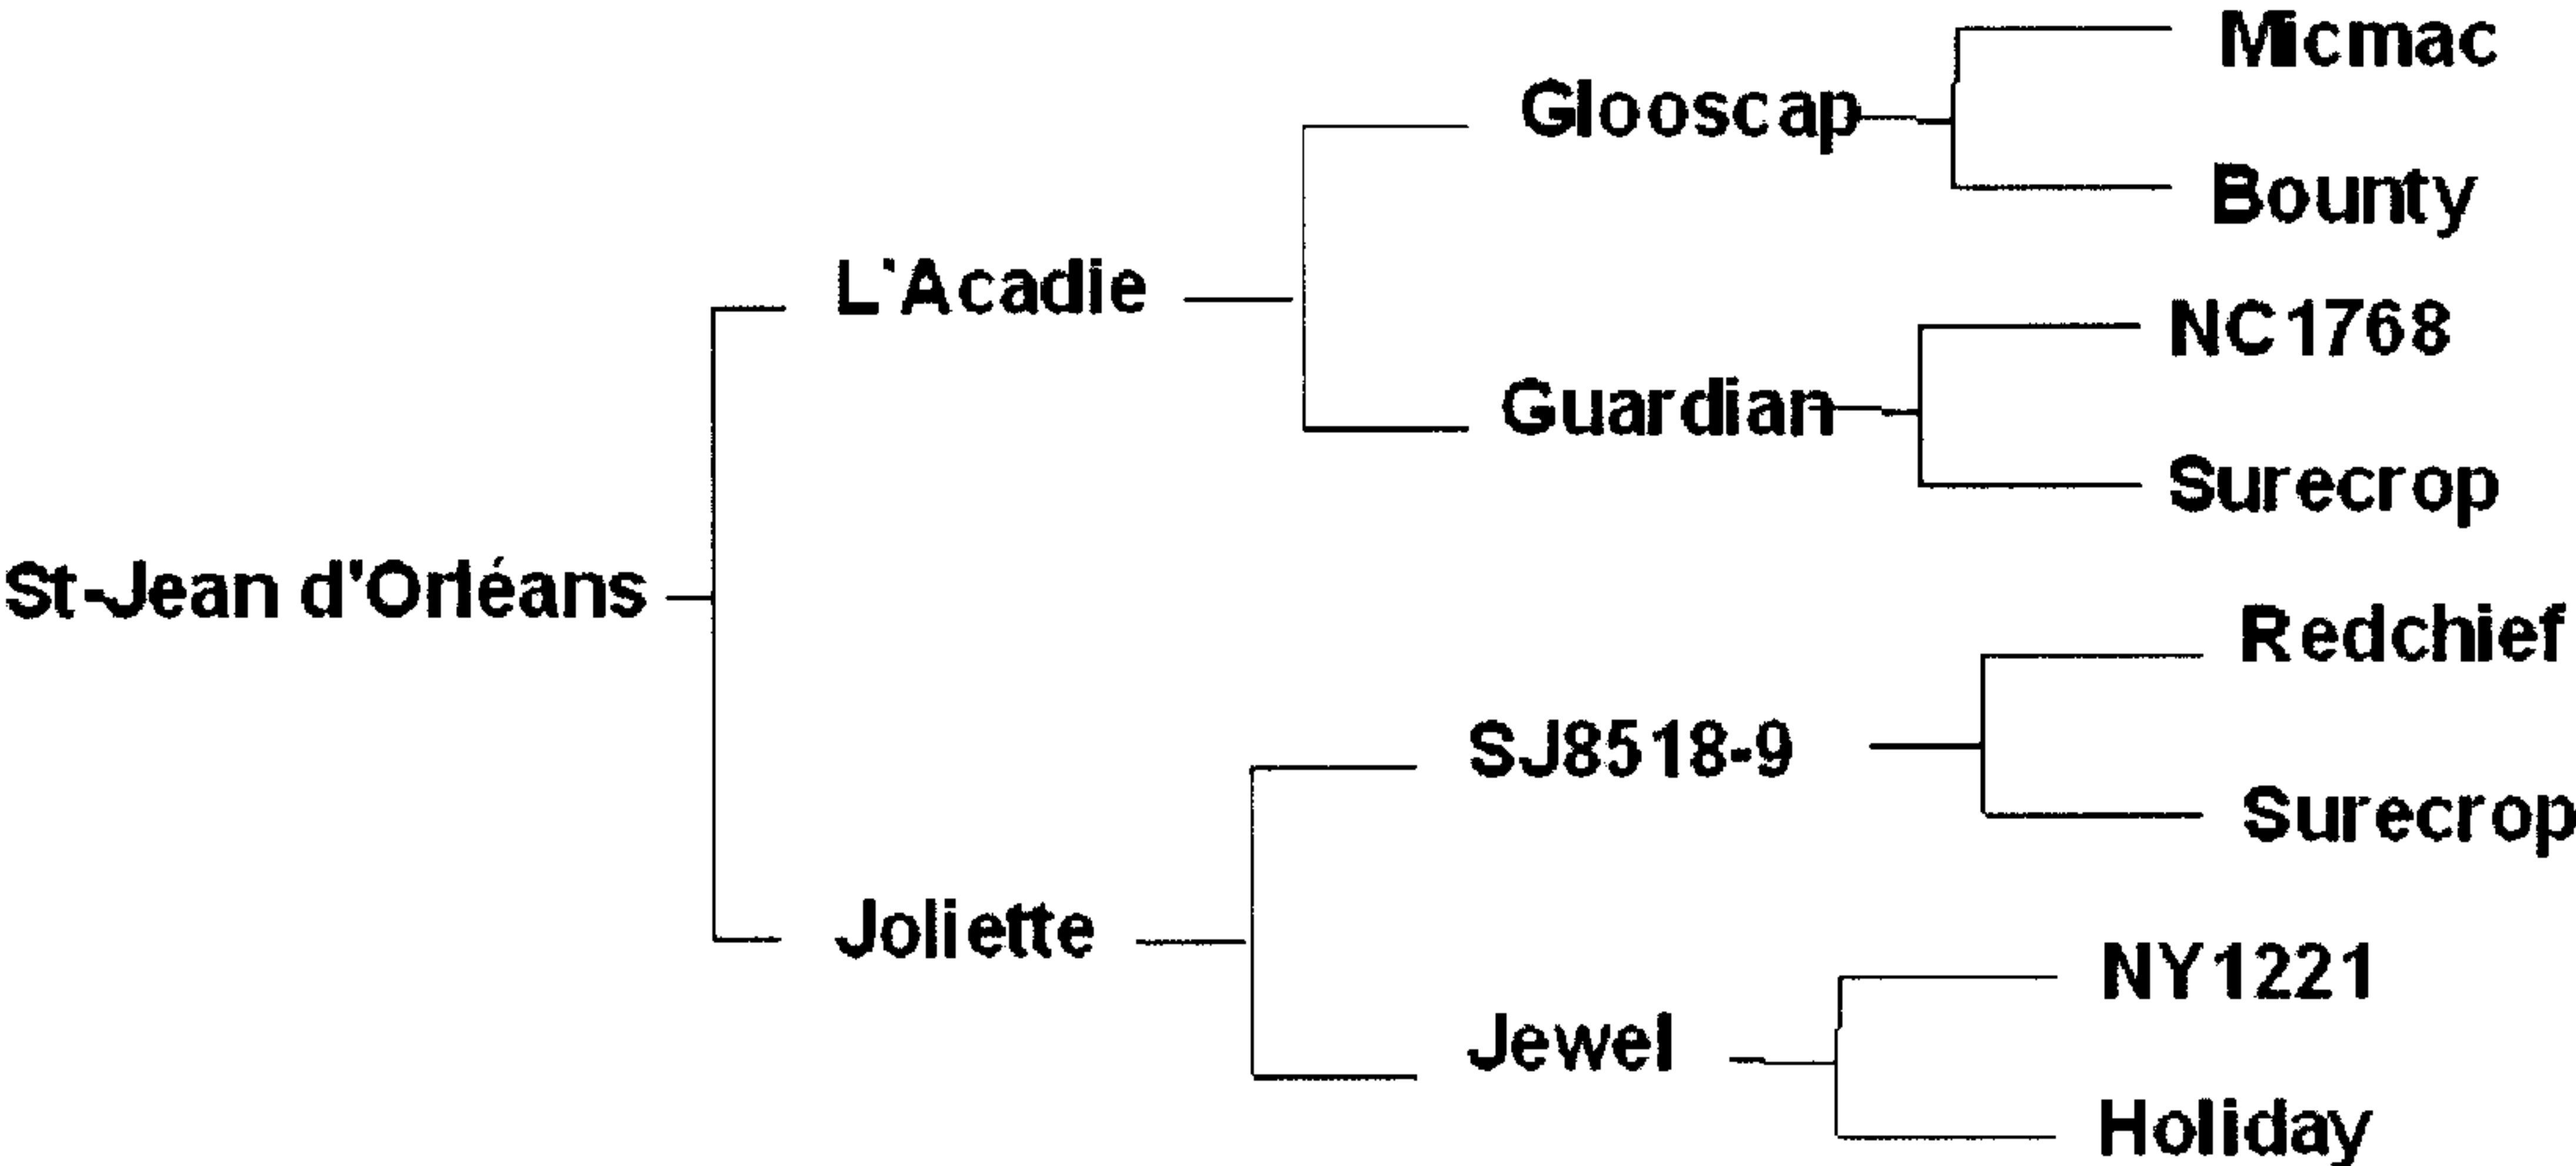 Micmac
Glooscap
Bounty
L'Acadie
NC1768
Guardian
Surecrop
St-Jean d'Orléans
Redchief
SJ8518-9
Surecrop
Joliette
NY1221
Jewel
Holiday